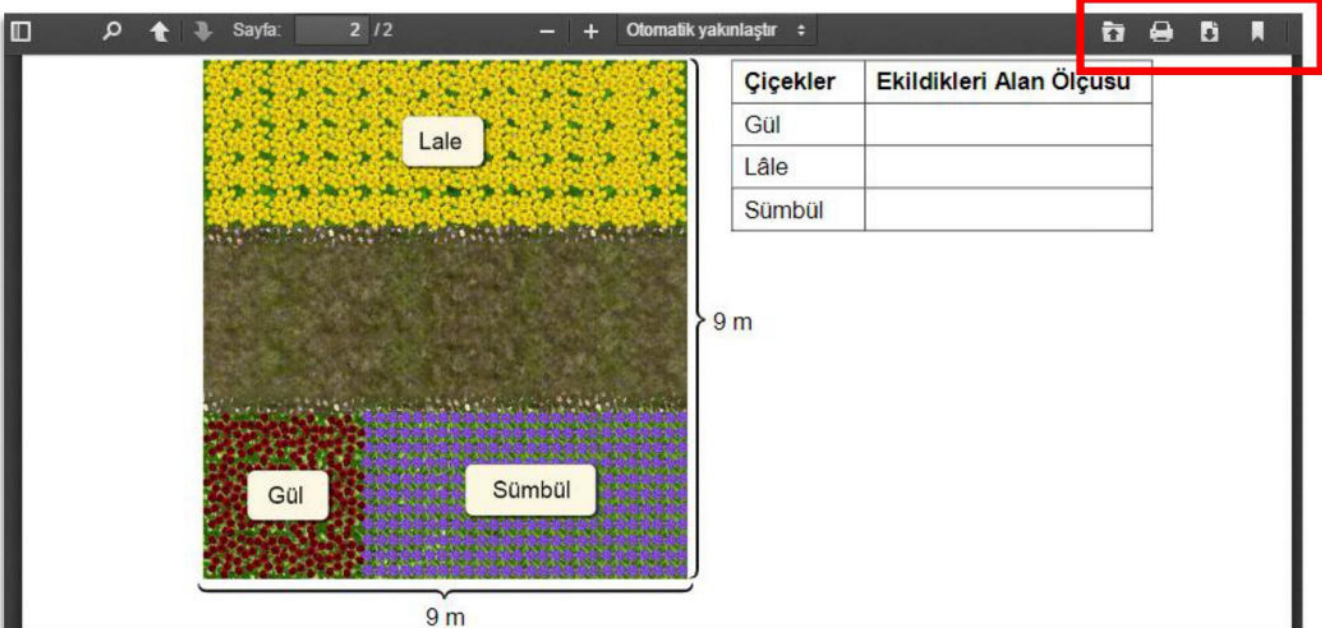 Sayfa: 2 / 2 Otomatik yakınlaştır
Çiçekler Ekildikleri Alan Ölçüsü
Gül
Lâle
Sümbül
Lale
9 m
Gül
Sümbül
9 m